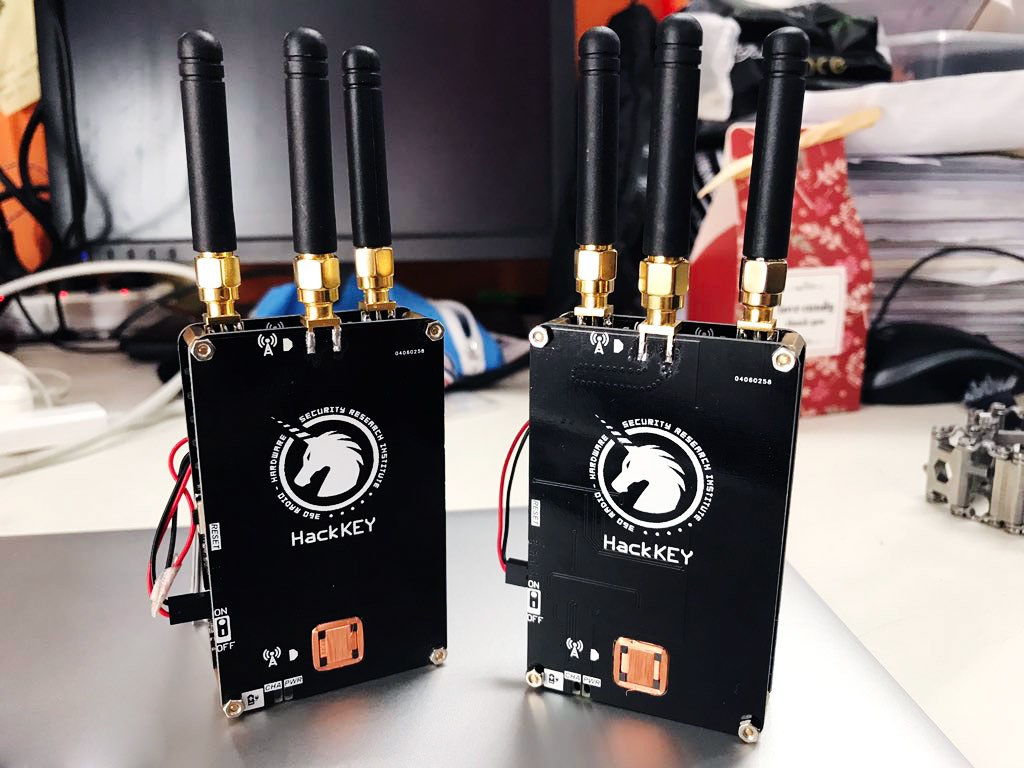 04060258
360 RADIO - HARDWARE SECURITY RESEARCH INSTITUTE
HackKEY
RESET
ON
OFF
CHA PWR
04060258
360 RADIO - HARDWARE SECURITY RESEARCH INSTITUTE
HackKEY
RESET
ON
OFF
CHA PWR